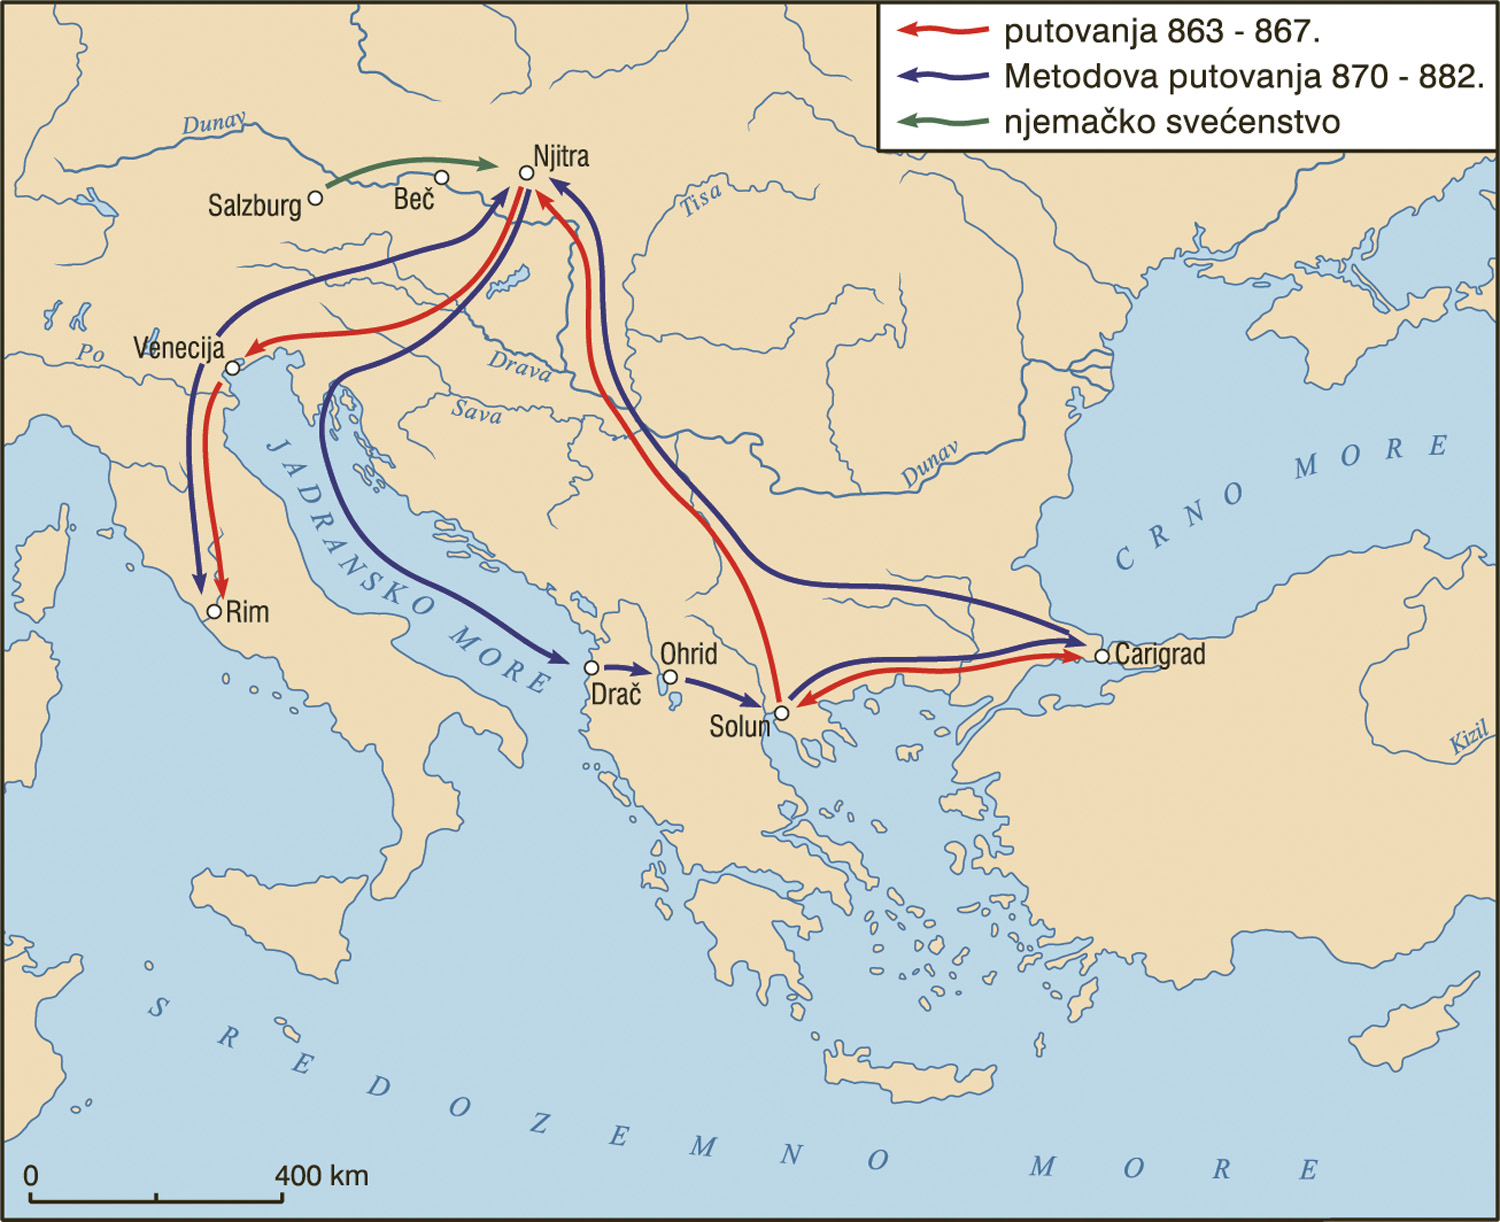 putovanja 863 - 867.
Metodova putovanja 870 - 882.
njemačko svećenstvo
Dunav
Njitra
Salzburg
Beč
Tisa
Venecija
Po
Drava
Sava
Dunav
JADRANSKO MORE
CRNO MORE
Rim
Ohrid
Drač
Solun
Carigrad
Kizil
SREDOZEMNO MORE
0 400 km